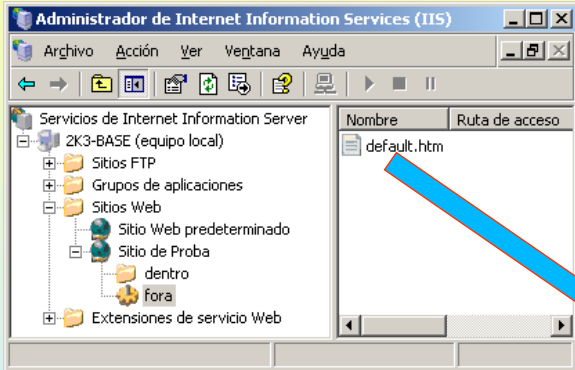 Administrador de Internet Information Services (IIS)
Archivo Acción Ver Ventana Ayuda
Servicios de Internet Information Server
2K3-BASE (equipo local)
Sitios FTP
Grupos de aplicaciones
Sitios Web
Sitio Web predeterminado
Sitio de Proba
dentro
fora
Extensiones de servicio Web
Nombre Ruta de acceso
default.htm